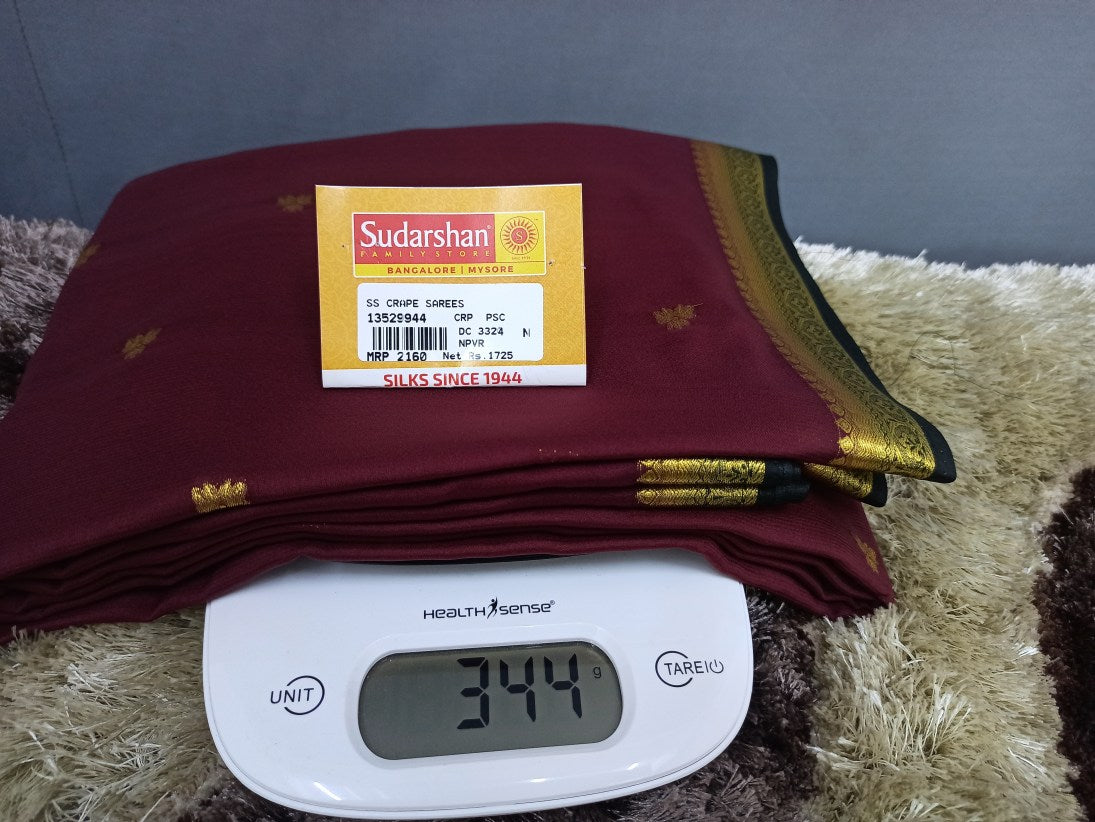 Sudarshan®
FAMILY STORE
BANGALORE | MYSORE
S
SS CRAPE SAREES
13529944 CRP PSC
DC 3324 N
NPVR
MRP 2160 Net Rs.1725
SILKS SINCE 1944
HEALTH SENSE®
UNIT
344 g
TARE